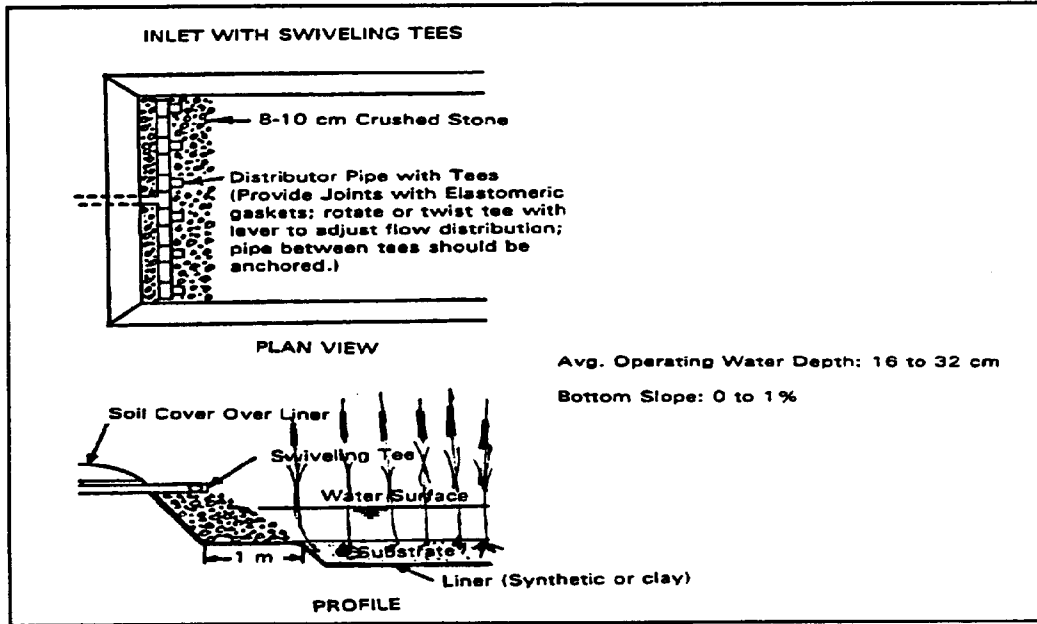 INLET WITH SWIVELING TEES
8-10 cm Crushed Stone
Distributor Pipe with Tees
(Provide Joints with Elastomeric
gaskets; rotate or twist tee with
lever to adjust flow distribution;
pipe between tees should be
anchored.)
PLAN VIEW
Avg. Operating Water Depth: 16 to 32 cm
Bottom Slope: 0 to 1%
Soil Cover Over Liner
Swiveling Tee
Water Surface
Substrate
1 m
Liner (Synthetic or clay)
PROFILE